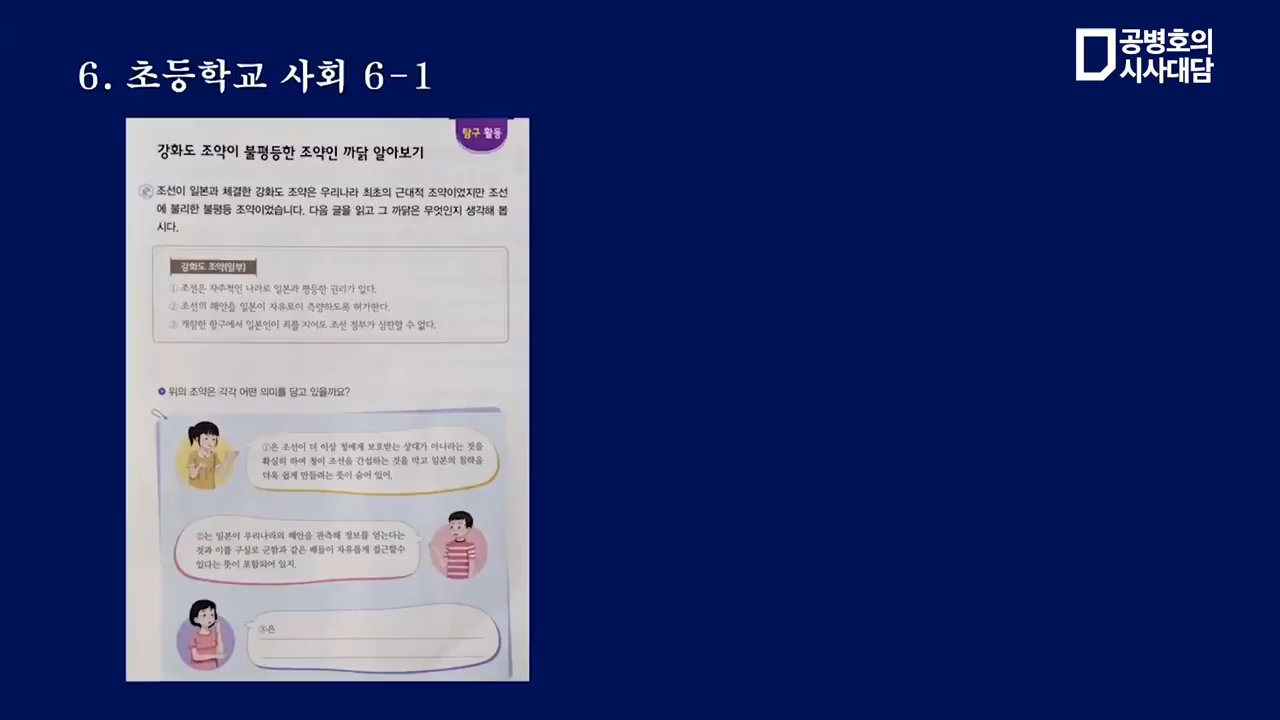 6. 초등학교 사회 6-1
공병호의
시사대담
탐구 활동
강화도 조약이 불평등한 조약인 까닭 알아보기
조선이 일본과 체결한 강화도 조약은 우리나라 최초의 근대적 조약이었지만 조선
에 불리한 불평등 조약이었습니다. 다음 글을 읽고 그 까닭은 무엇인지 생각해 봅
시다.
강화도 조약(일부)
① 조선은 자주적인 나라로 일본과 평등한 권리가 있다.
② 조선의 해안을 일본이 자유로이 측량하도록 허가한다.
③ 개항한 항구에서 일본인이 죄를 지어도 조선 정부가 심판할 수 없다.
위의 조약은 각각 어떤 의미를 담고 있을까요?
①은 조선이 더 이상 청에게 보호받는 상대가 아니라는 것을
확실히 하여 청이 조선을 간섭하는 것을 막고 일본의 침략을
더욱 쉽게 만들려는 뜻이 숨어 있어.
②는 일본이 우리나라의 해안을 관측해 정보를 얻는다는
것과 이를 구실로 군함과 같은 배들이 자유롭게 접근할수
있다는 뜻이 포함되어 있지.
③은